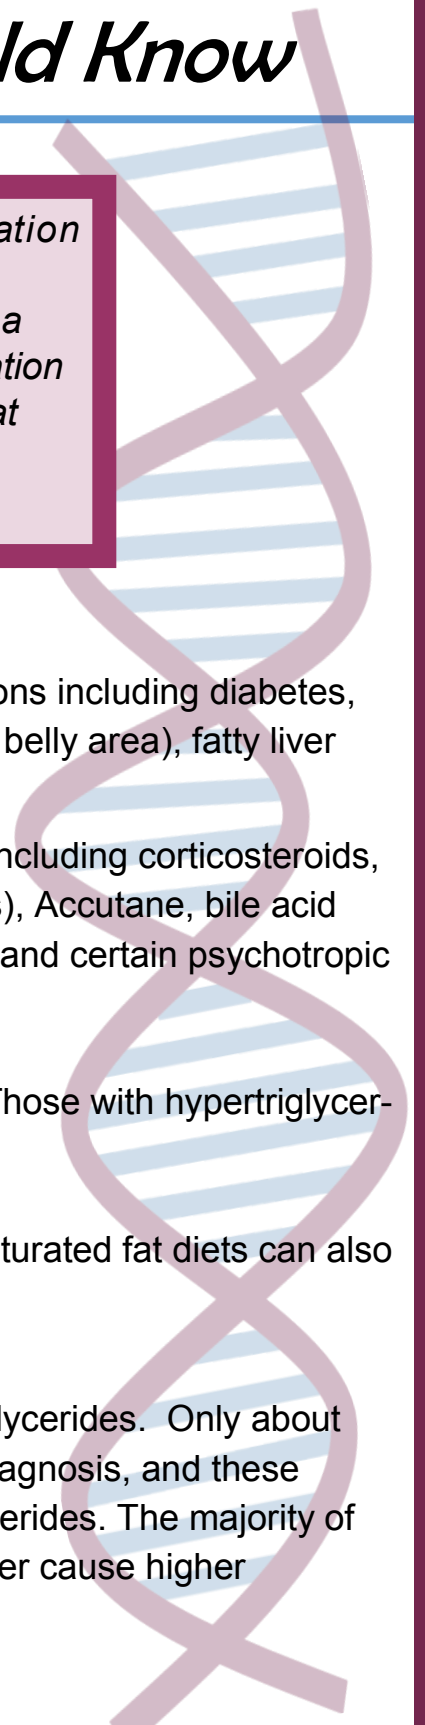 ld Know
ation
a
ation
at
ons including diabetes,
belly area), fatty liver
ncluding corticosteroids,
s), Accutane, bile acid
and certain psychotropic
Those with hypertriglycer-
turated fat diets can also
lycerides. Only about
agnosis, and these
erides. The majority of
er cause higher